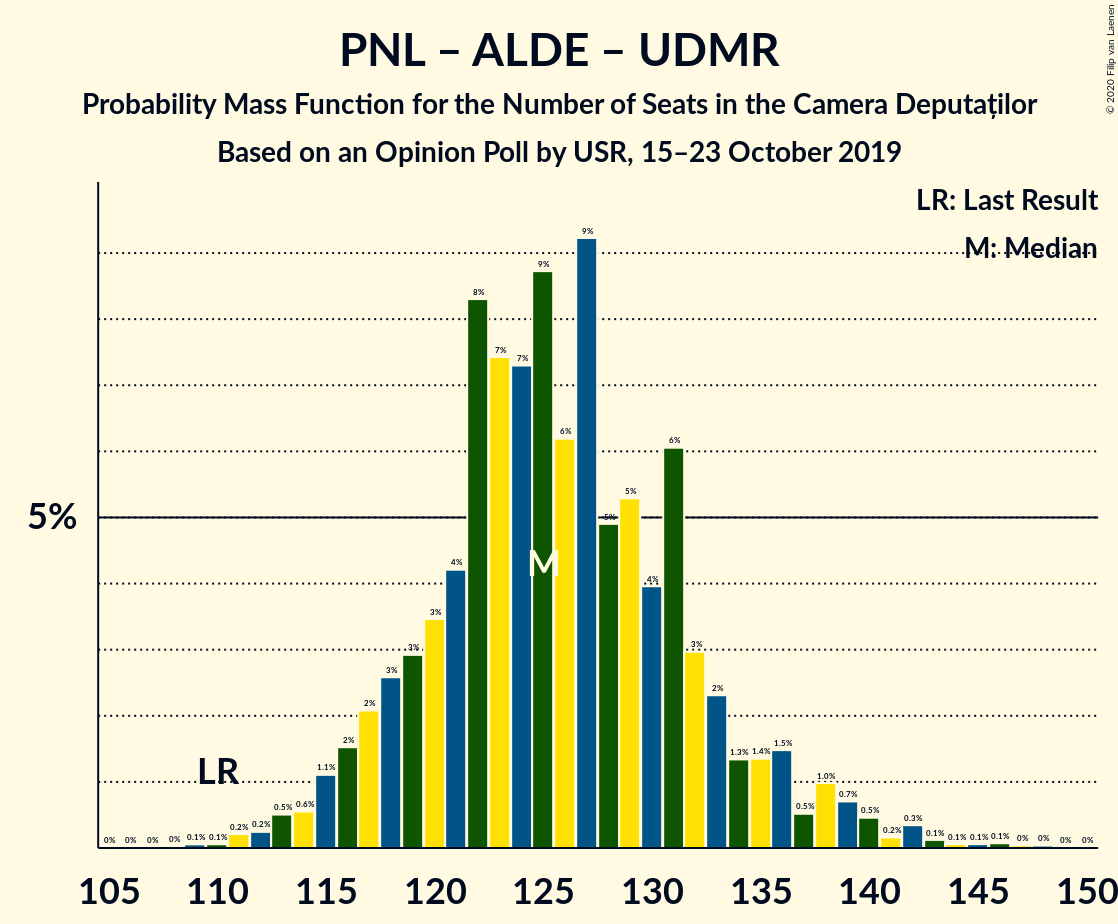 PNL – ALDE – UDMR
Probability Mass Function for the Number of Seats in the Camera Deputaților
Based on an Opinion Poll by USR, 15–23 October 2019
© 2020 Filip van Laenen
LR: Last Result
M: Median
5%
LR
M
0% 0% 0% 0% 0.1% 0.1% 0.2% 0.2% 0.5% 0.6% 1.1% 2% 2% 3% 3% 3% 4% 8% 7% 7% 9% 6% 9% 5% 5% 4% 6% 3% 2% 1.3% 1.4% 1.5% 0.5% 1.0% 0.7% 0.5% 0.2% 0.3% 0.1% 0.1% 0.1% 0.1% 0% 0% 0% 0%
105 110 115 120 125 130 135 140 145 150